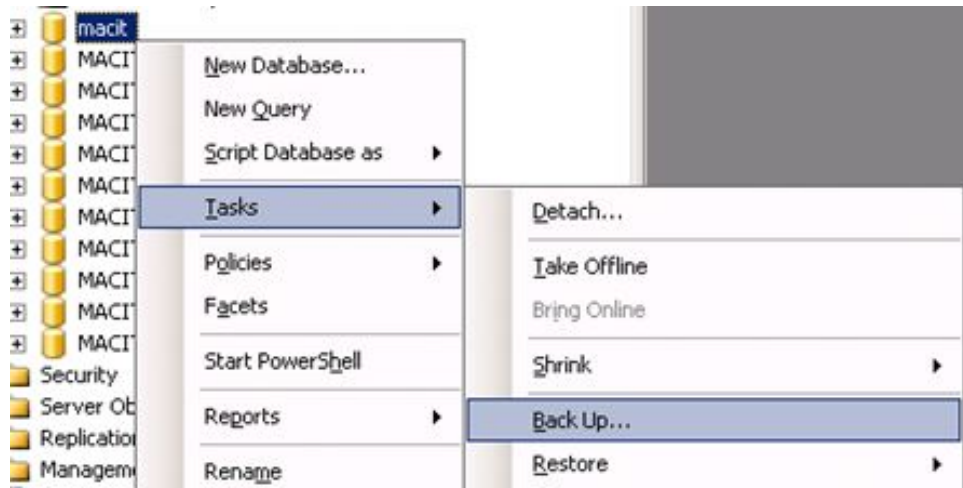 macit
MACIT
MACIT
MACIT
MACIT
MACIT
MACIT
MACIT
MACIT
MACIT
MACIT
Security
Server Ob
Replication
Managem
New Database...
New Query
Script Database as
Tasks
Policies
Facets
Start PowerShell
Reports
Rename
Detach...
Take Offline
Bring Online
Shrink
Back Up...
Restore